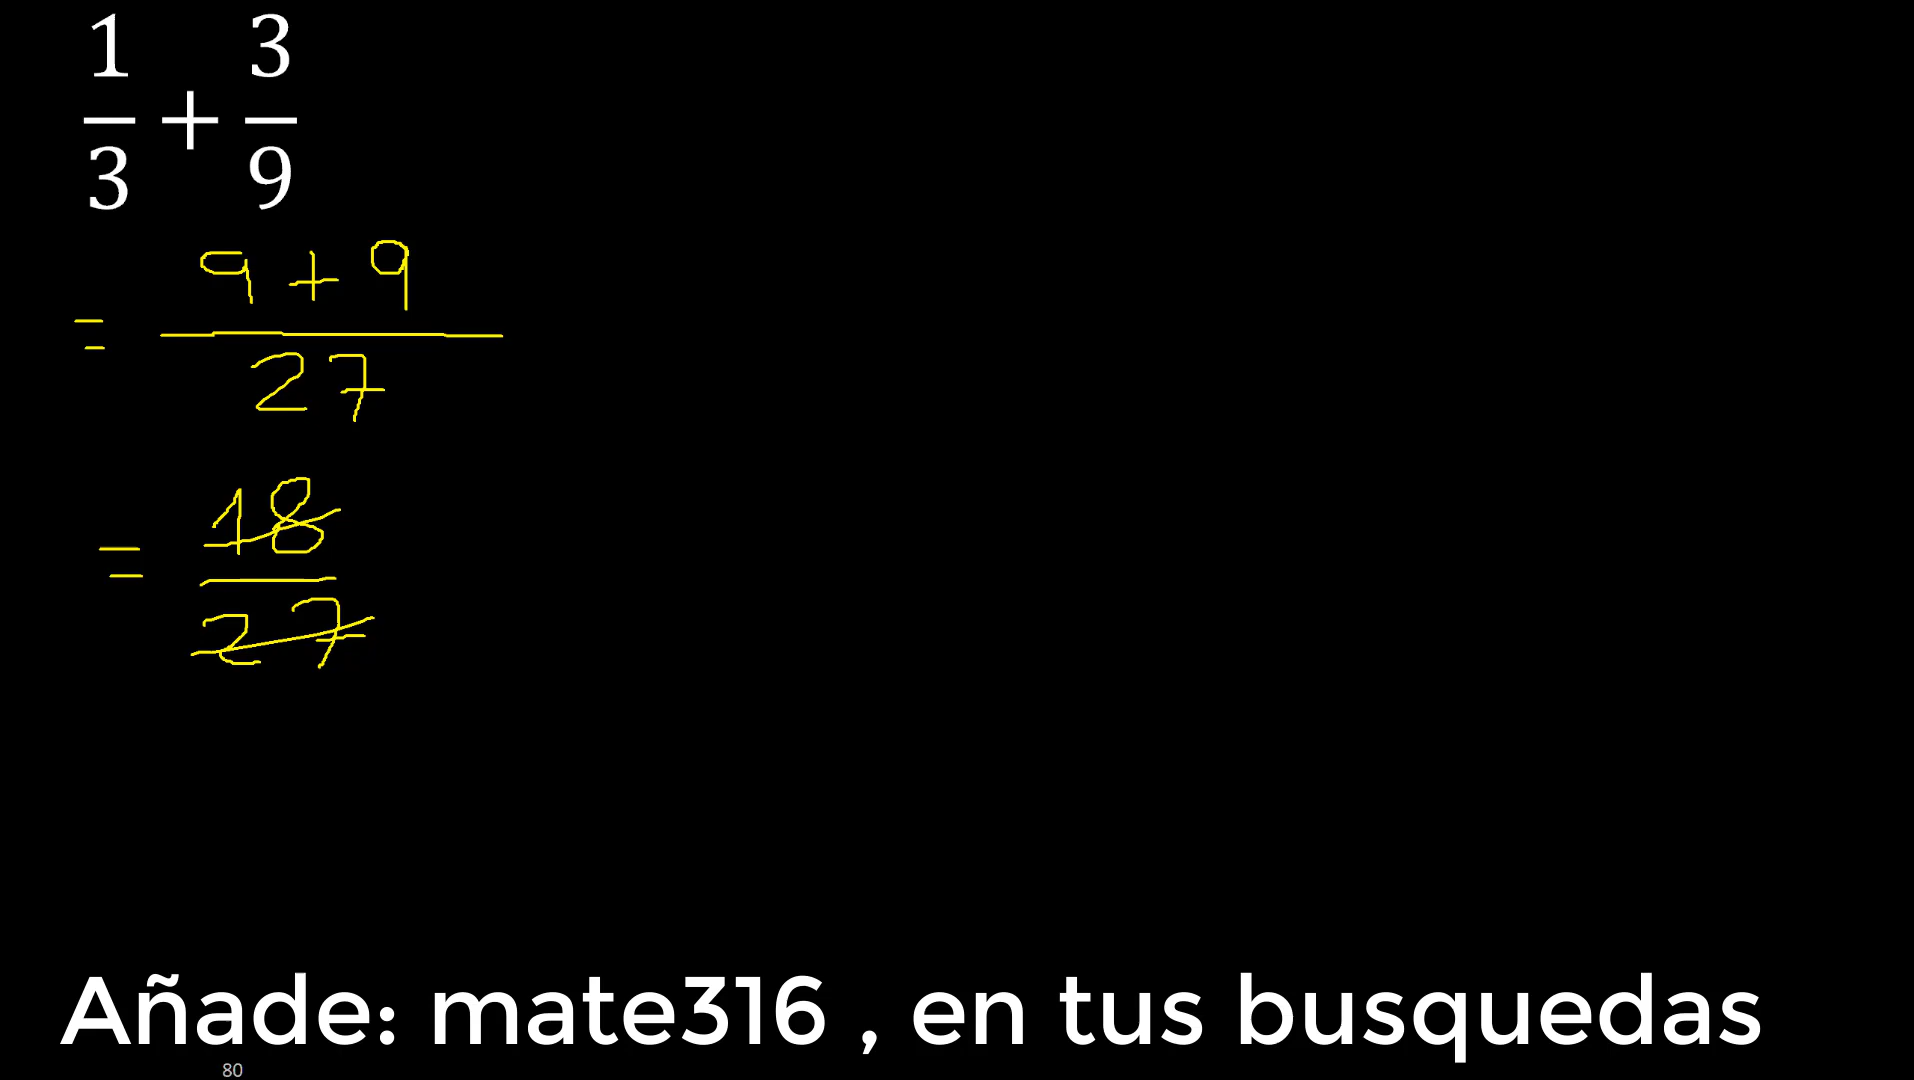 1/3 + 3/9
= 9 + 9 / 27
= 18 / 27
Añade: mate316 , en tus busquedas
80